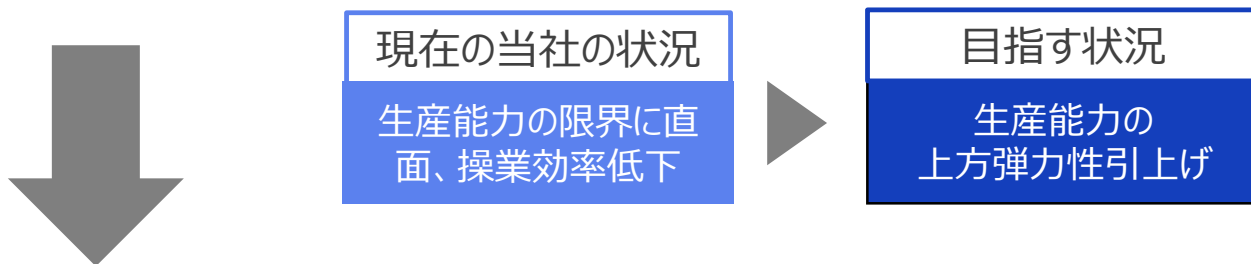 現在の当社の状況
生産能力の限界に直
面、操業効率低下
目指す状況
生産能力の
上方弾力性引上げ